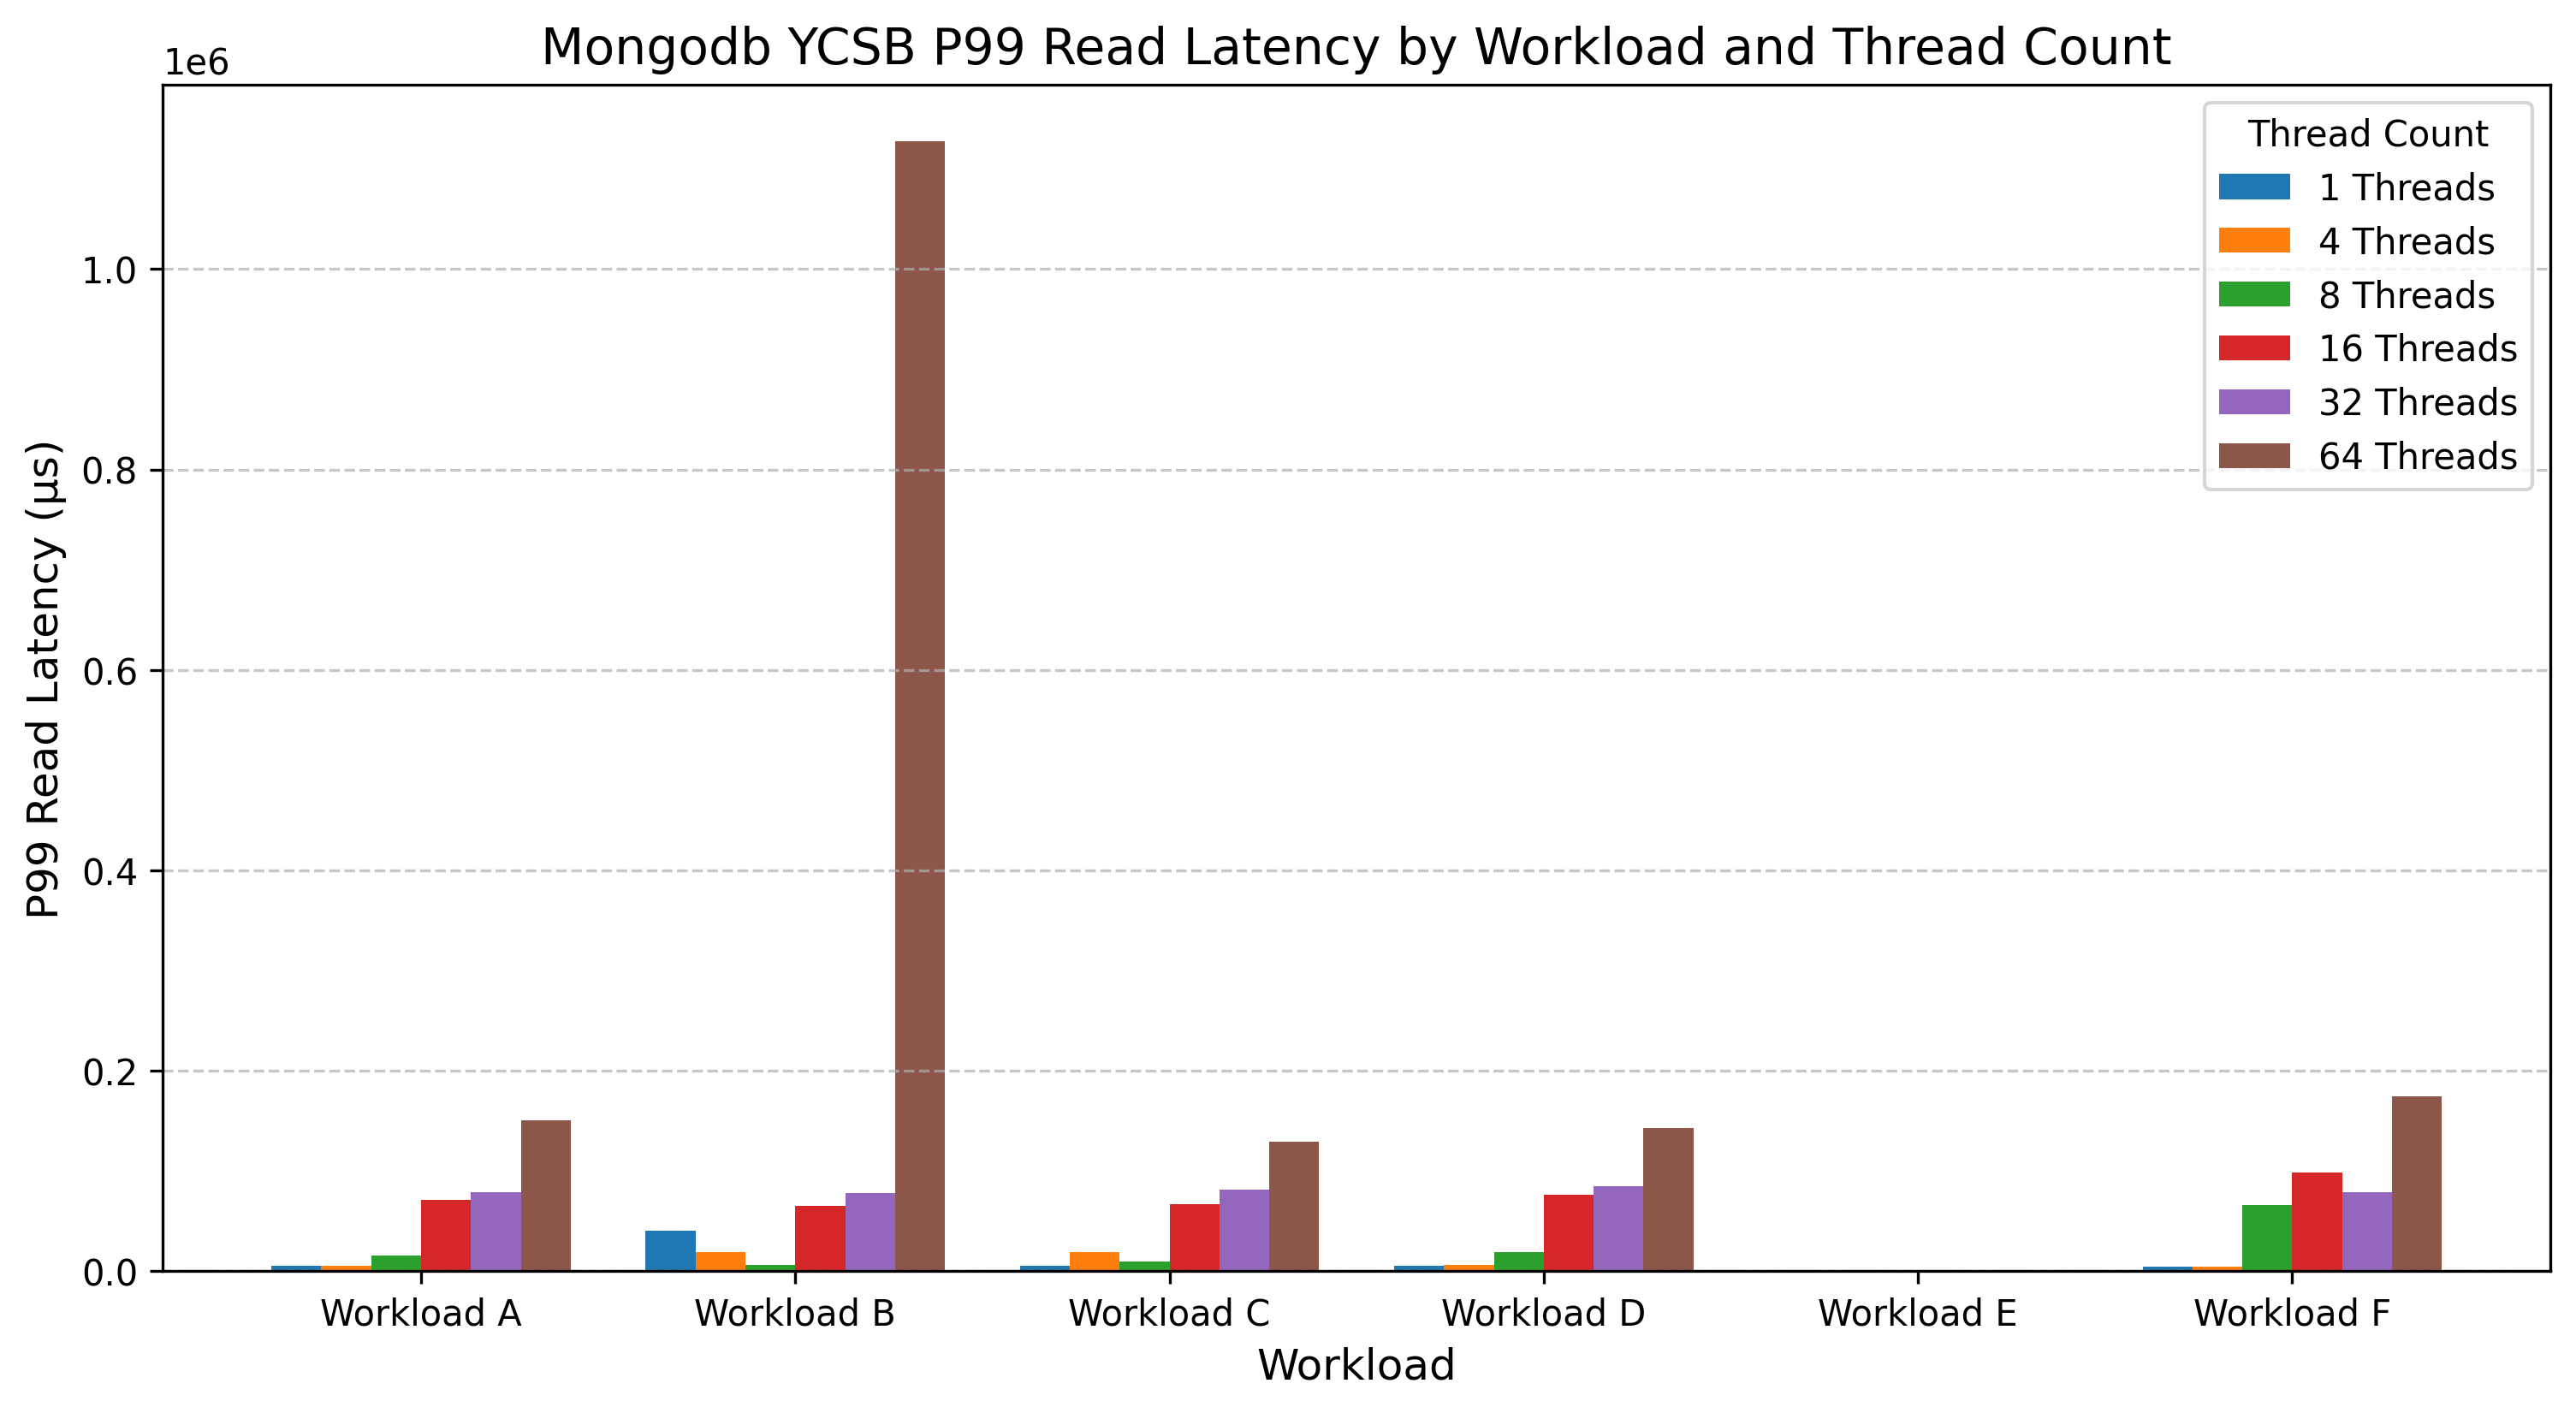 Mongodb YCSB P99 Read Latency by Workload and Thread Count
1e6
Thread Count
1 Threads
4 Threads
8 Threads
16 Threads
32 Threads
64 Threads
P99 Read Latency (µs)
1.0
0.8
0.6
0.4
0.2
0.0
Workload A Workload B Workload C Workload D Workload E Workload F
Workload